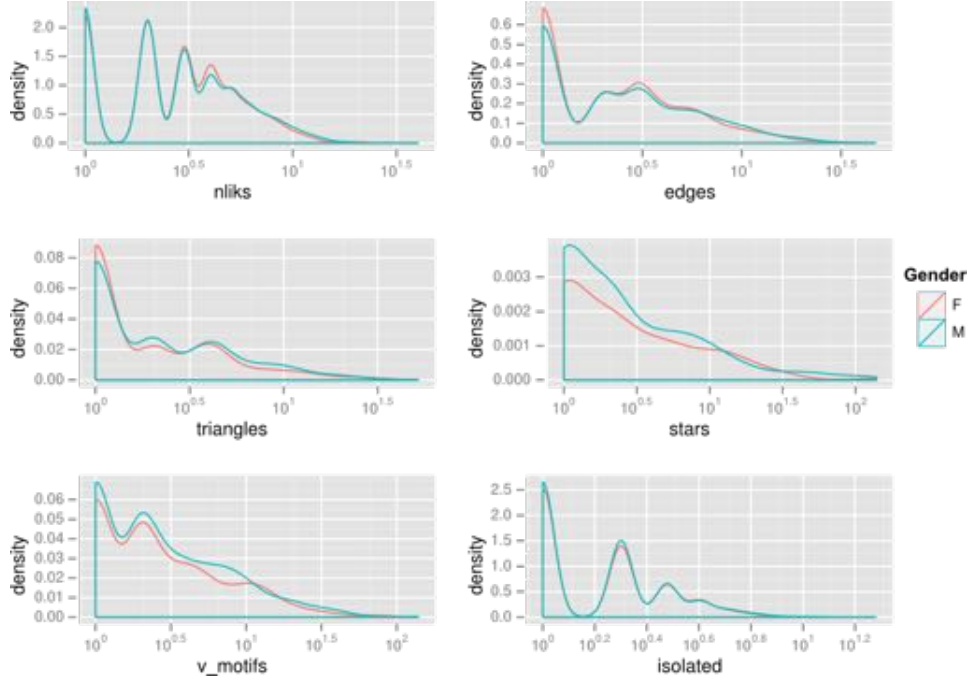 density
2.0
1.5
1.0
0.5
0.0
10^0 10^0.5 10^1 10^1.5
nliks
density
0.6
0.5
0.4
0.3
0.2
0.1
0.0
10^0 10^0.5 10^1 10^1.5
edges
density
0.08
0.06
0.04
0.02
0.00
10^0 10^0.5 10^1 10^1.5
triangles
density
0.003
0.002
0.001
0.000
10^0 10^0.5 10^1 10^1.5 10^2
stars
Gender
F
M
density
0.06
0.05
0.04
0.03
0.02
0.01
0.00
10^0 10^0.5 10^1 10^1.5 10^2
v_motifs
density
2.5
2.0
1.5
1.0
0.5
0.0
10^0 10^0.2 10^0.4 10^0.6 10^0.8 10^1 10^1.2
isolated